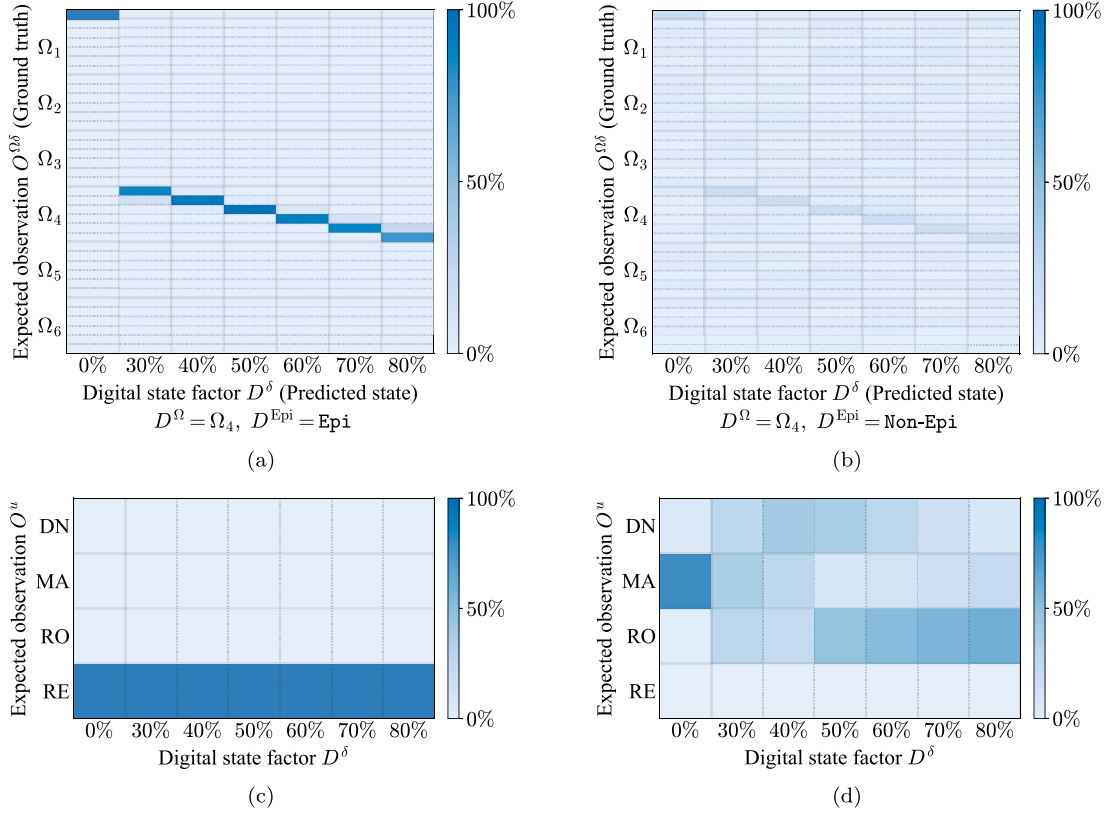 Expected observation O^{Ωδ} (Ground truth)
Ω₁
Ω₂
Ω₃
Ω₄
Ω₅
Ω₆
0% 30% 40% 50% 60% 70% 80%
Digital state factor D^δ (Predicted state)
D^Ω = Ω₄, D^{Epi} = Epi
100%
50%
0%
(a)
Expected observation O^{Ωδ} (Ground truth)
Ω₁
Ω₂
Ω₃
Ω₄
Ω₅
Ω₆
0% 30% 40% 50% 60% 70% 80%
Digital state factor D^δ (Predicted state)
D^Ω = Ω₄, D^{Epi} = Non-Epi
100%
50%
0%
(b)
Expected observation O^u
DN
MA
RO
RE
0% 30% 40% 50% 60% 70% 80%
Digital state factor D^δ
100%
50%
0%
(c)
Expected observation O^u
DN
MA
RO
RE
0% 30% 40% 50% 60% 70% 80%
Digital state factor D^δ
100%
50%
0%
(d)